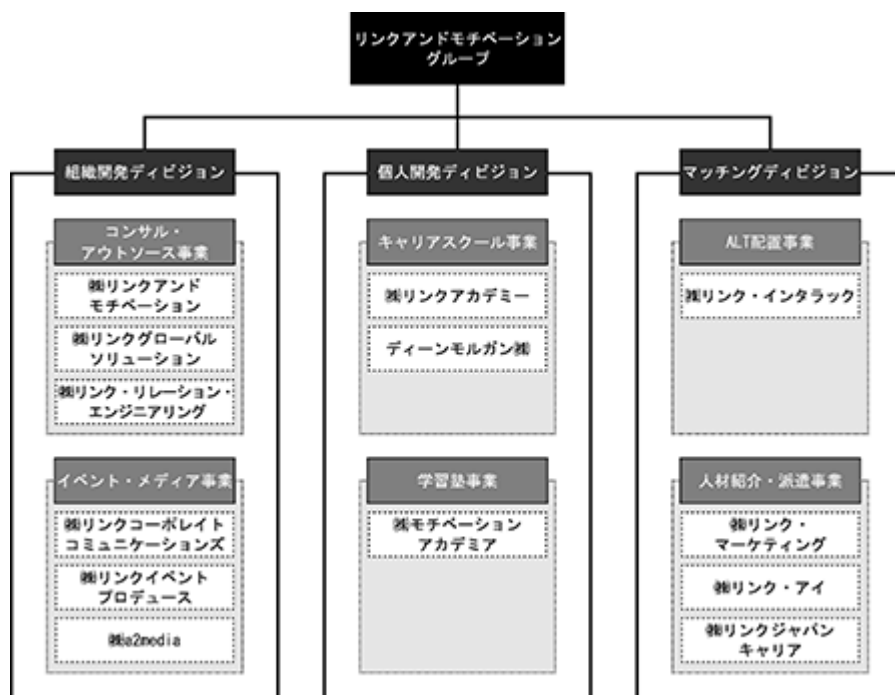 リンクアンドモチベーション
グループ
組織開発ディビジョン
個人開発ディビジョン
マッチングディビジョン
コンサル・
アウトソース事業
㈱リンクアンド
モチベーション
㈱リンクグローバル
ソリューション
㈱リンク・リレーション・
エンジニアリング
キャリアスクール事業
㈱リンクアカデミー
ディーンモルガン㈱
ALT配置事業
㈱リンク・インタラック
イベント・メディア事業
㈱リンクコーポレイト
コミュニケーションズ
㈱リンクイベント
プロデュース
㈱a2media
学習塾事業
㈱モチベーション
アカデミア
人材紹介・派遣事業
㈱リンク・
マーケティング
㈱リンク・アイ
㈱リンクジャパン
キャリア